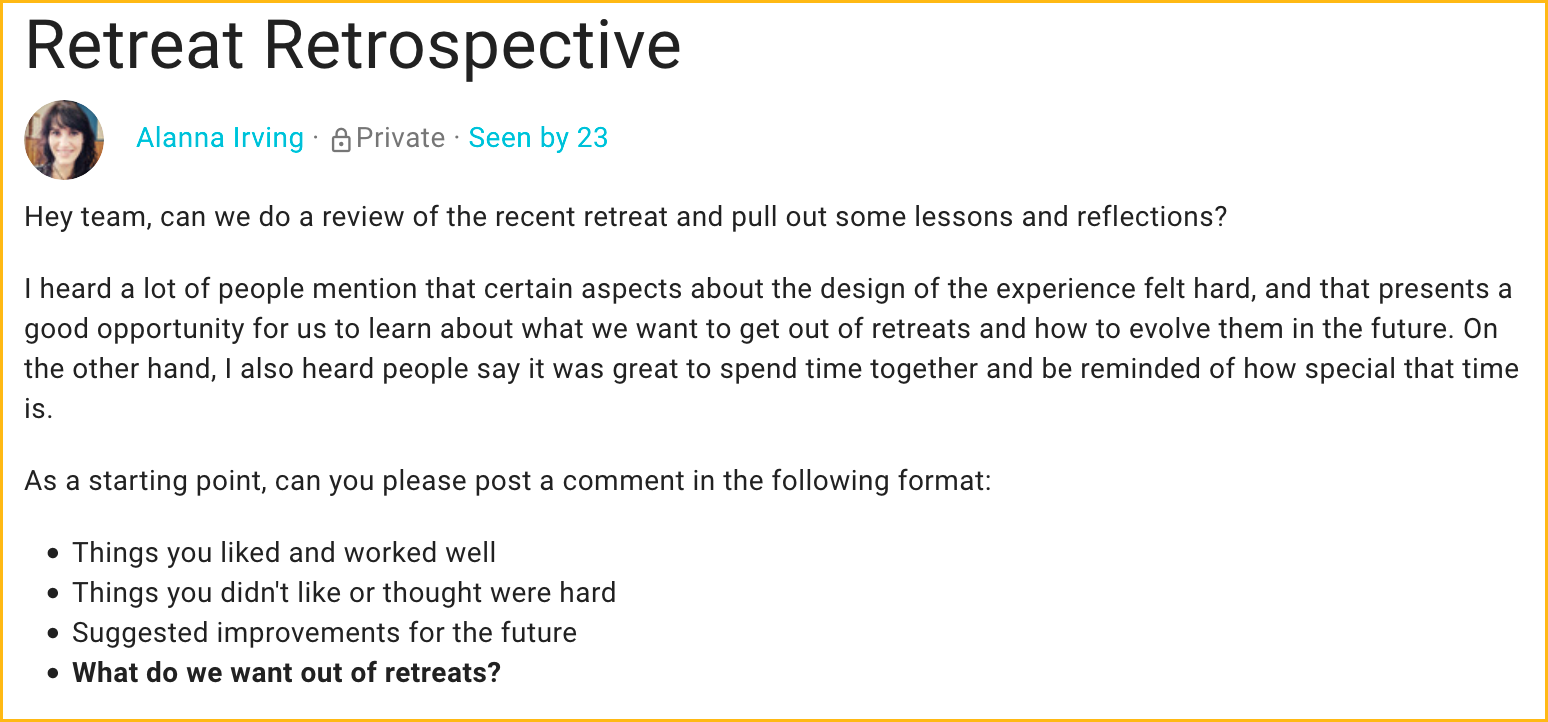 Retreat Retrospective
Alanna Irving · Private · Seen by 23
Hey team, can we do a review of the recent retreat and pull out some lessons and reflections?
I heard a lot of people mention that certain aspects about the design of the experience felt hard, and that presents a
good opportunity for us to learn about what we want to get out of retreats and how to evolve them in the future. On
the other hand, I also heard people say it was great to spend time together and be reminded of how special that time
is.
As a starting point, can you please post a comment in the following format:
• Things you liked and worked well
• Things you didn't like or thought were hard
• Suggested improvements for the future
• What do we want out of retreats?